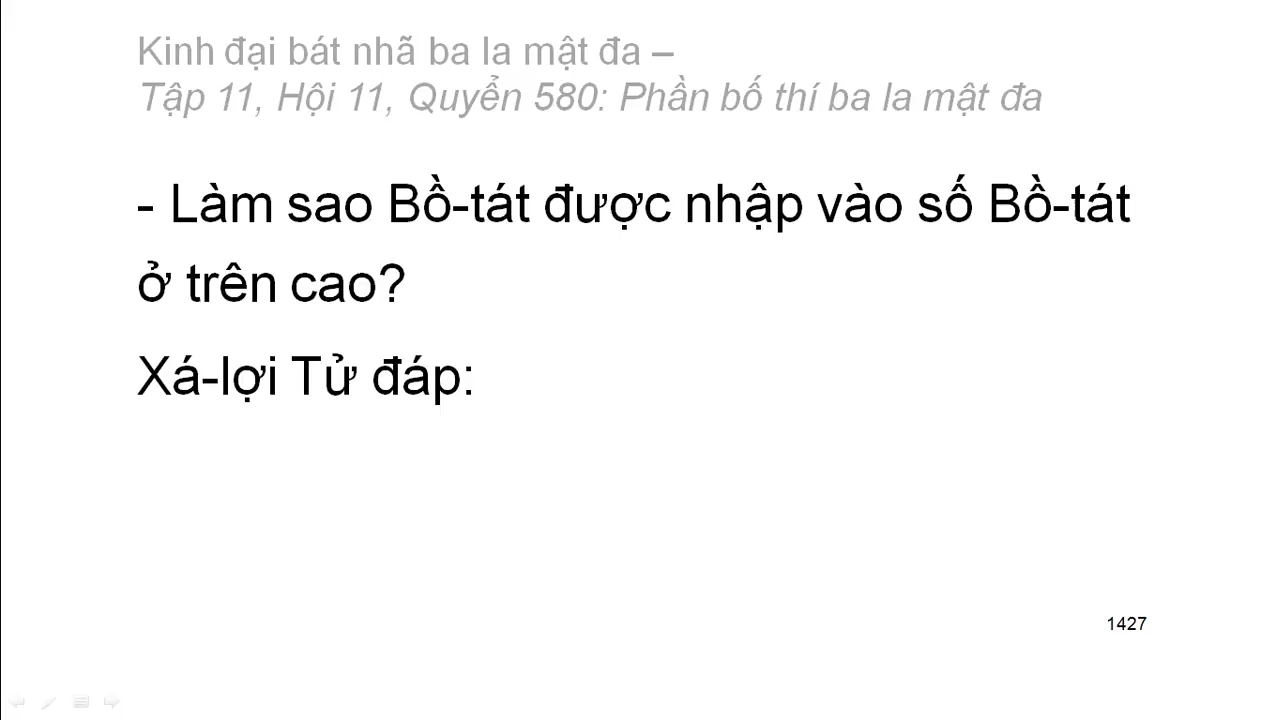 Kinh đại bát nhã ba la mật đa –
Tập 11, Hội 11, Quyển 580: Phần bố thí ba la mật đa
- Làm sao Bồ-tát được nhập vào số Bồ-tát
ở trên cao?
Xá-lợi Tử đáp:
1427